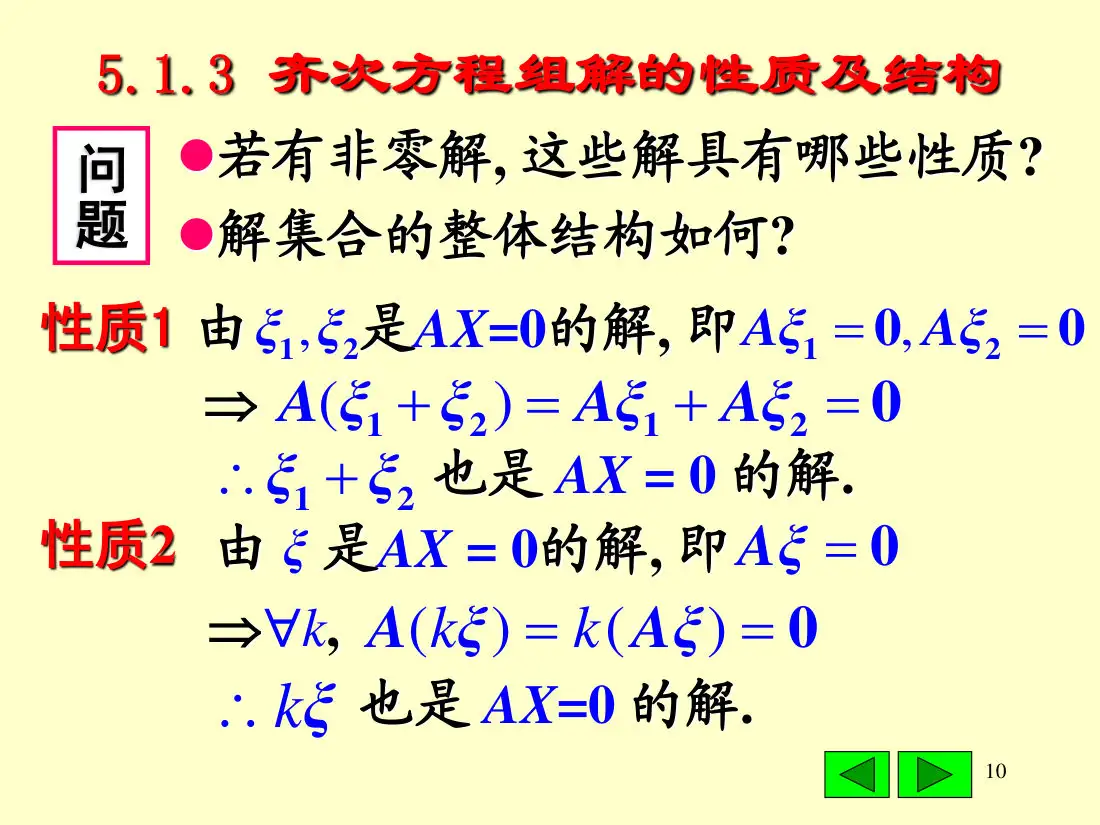 5.1.3 齐次方程组解的性质及结构
问题
●若有非零解, 这些解具有哪些性质?
●解集合的整体结构如何?
性质1 由 ξ₁, ξ₂是AX=0的解, 即Aξ₁ = 0, Aξ₂ = 0
⇒ A(ξ₁ + ξ₂) = Aξ₁ + Aξ₂ = 0
∴ ξ₁ + ξ₂ 也是 AX = 0 的解.
性质2 由 ξ 是AX = 0的解, 即 Aξ = 0
⇒∀k, A(kξ) = k(Aξ) = 0
∴ kξ 也是 AX=0 的解.
10